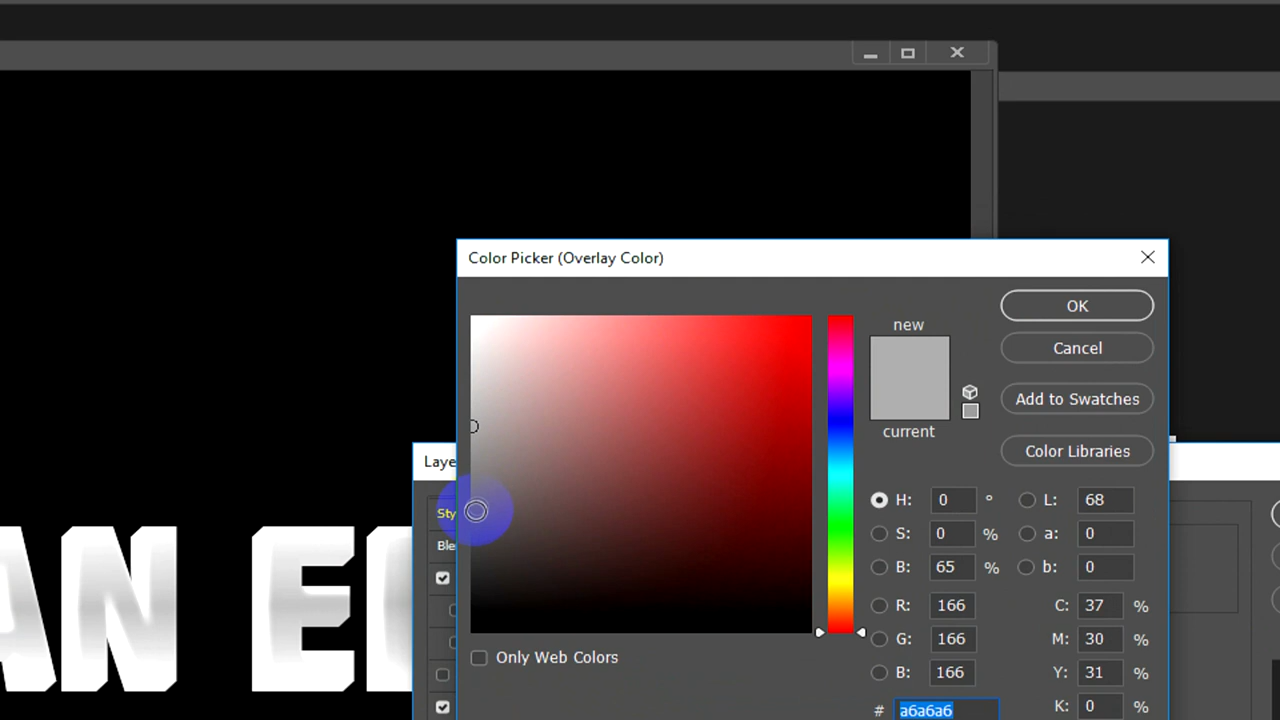 Color Picker (Overlay Color)
OK
new
Cancel
Add to Swatches
current
Color Libraries
Laye
Sty
Ble
H: 0 °
L: 68
S: 0 %
a: 0
B: 65 %
b: 0
R: 166
C: 37 %
G: 166
M: 30 %
B: 166
Y: 31 %
# a6a6a6
K: 0 %
Only Web Colors
AN E